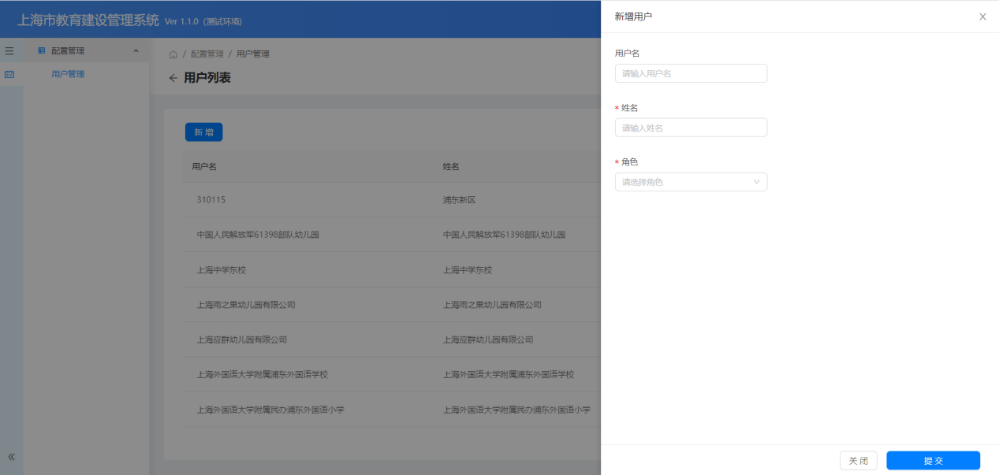 上海市教育建设管理系统 Ver 1.1.0 (测试环境)
配置管理
用户管理
/ 配置管理 / 用户管理
← 用户列表
新 增
用户名 姓名
310115 浦东新区
中国人民解放军61398部队幼儿园 中国人民解放军61398部队幼儿园
上海中学东校 上海中学东校
上海雨之果幼儿园有限公司 上海雨之果幼儿园有限公司
上海应群幼儿园有限公司 上海应群幼儿园有限公司
上海外国语大学附属浦东外国语学校 上海外国语大学附属浦东外国语学校
上海外国语大学附属民办浦东外国语小学 上海外国语大学附属民办浦东外国语小学
新增用户
用户名
请输入用户名
* 姓名
请输入姓名
* 角色
请选择角色
关 闭 提 交